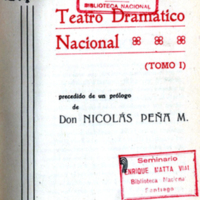 BIBLIOTECA NACIONAL
Teatro Dramático
Nacional
(TOMO I)
precedido de un prólogo
de
Don NICOLÁS PEÑA M.
Seminario
ENRIQUE MATTA VIAL
Biblioteca Nacional
Santiago